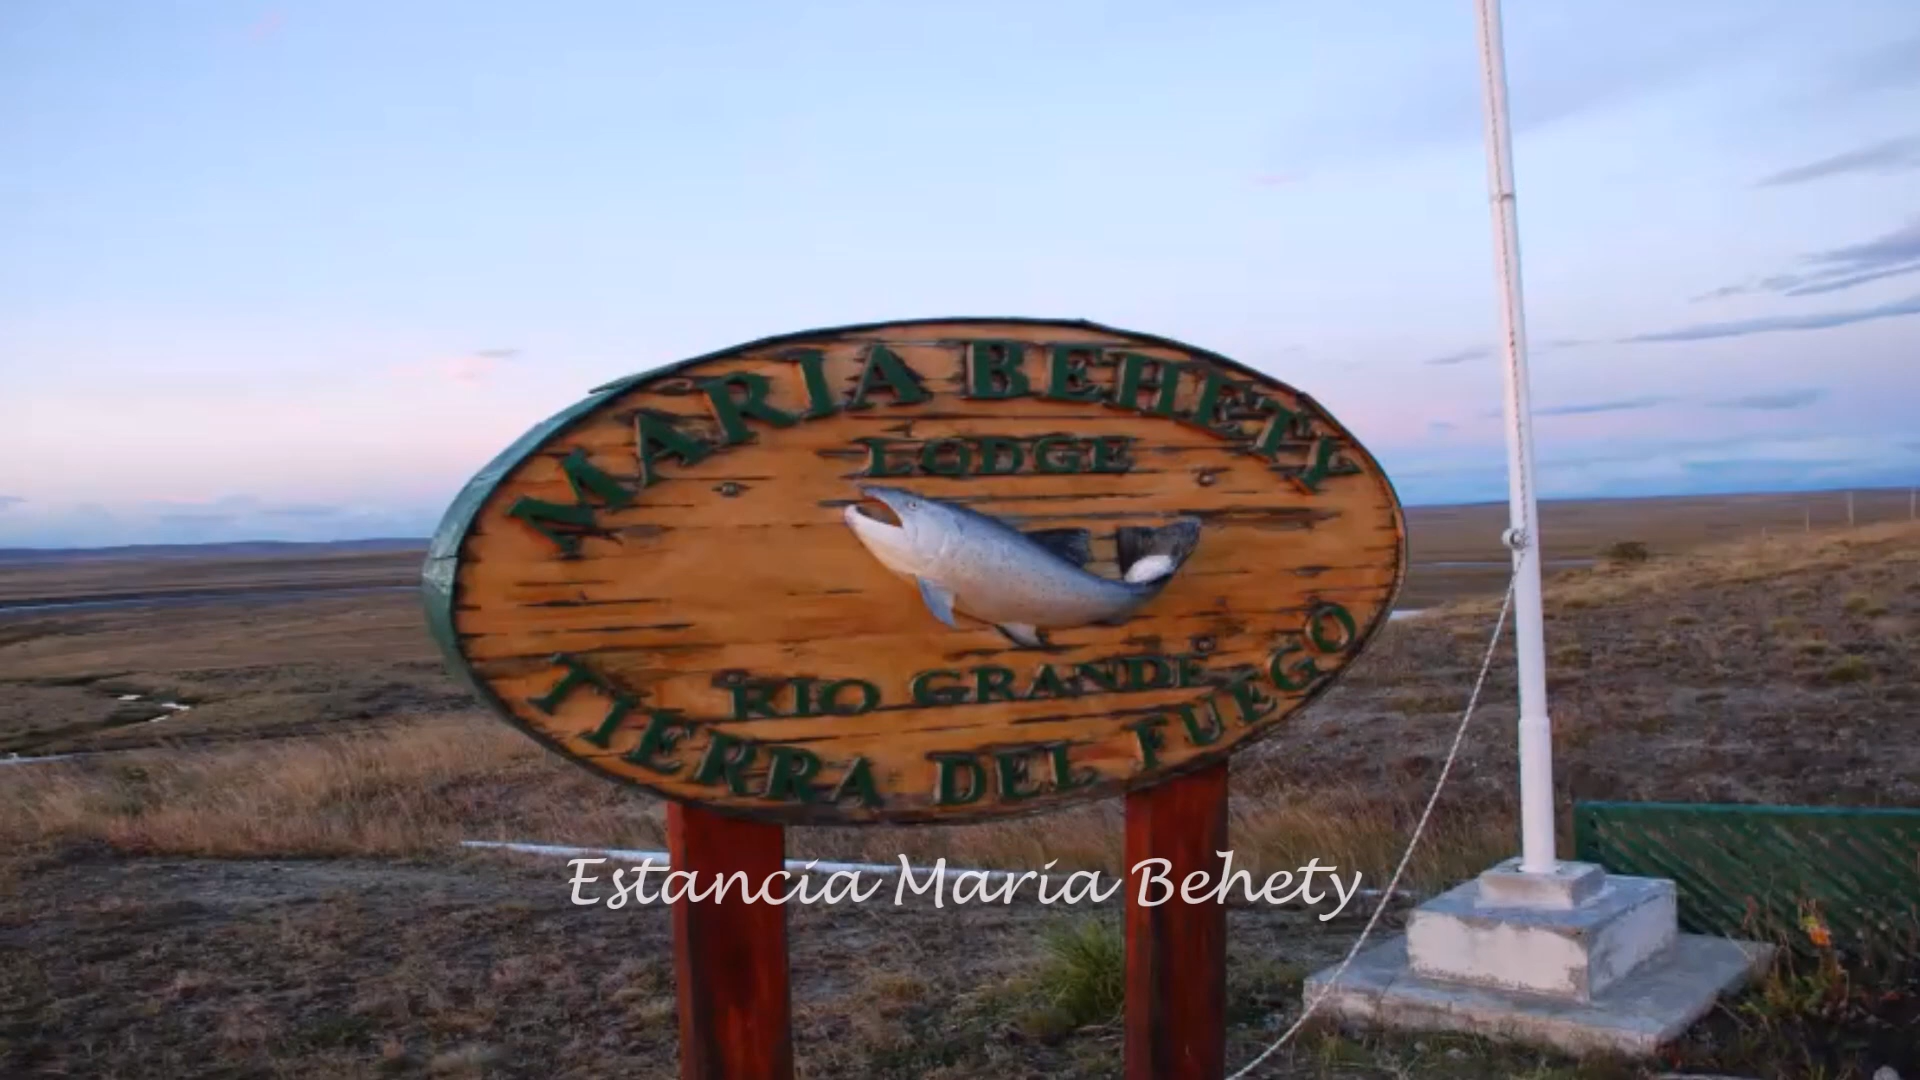 MARIA BEHETY
LODGE
RIO GRANDE
TIERRA DEL FUEGO
Estancia Maria Behety